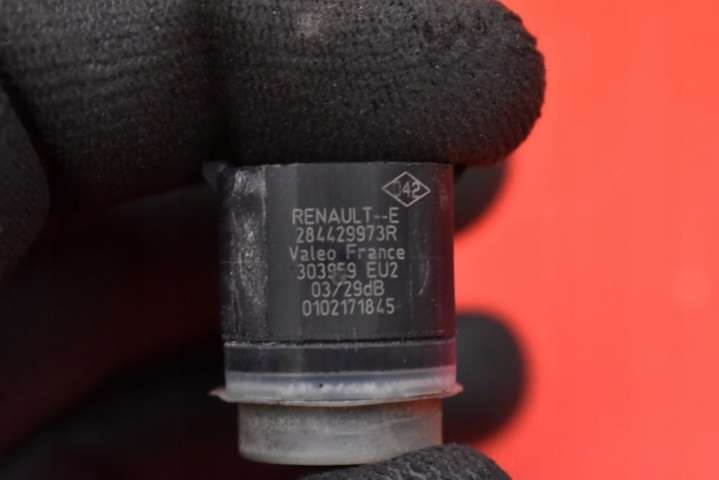 042
RENAULT--E
284429973R
Valeo France
303959 EU2
03/29dB
0102171845